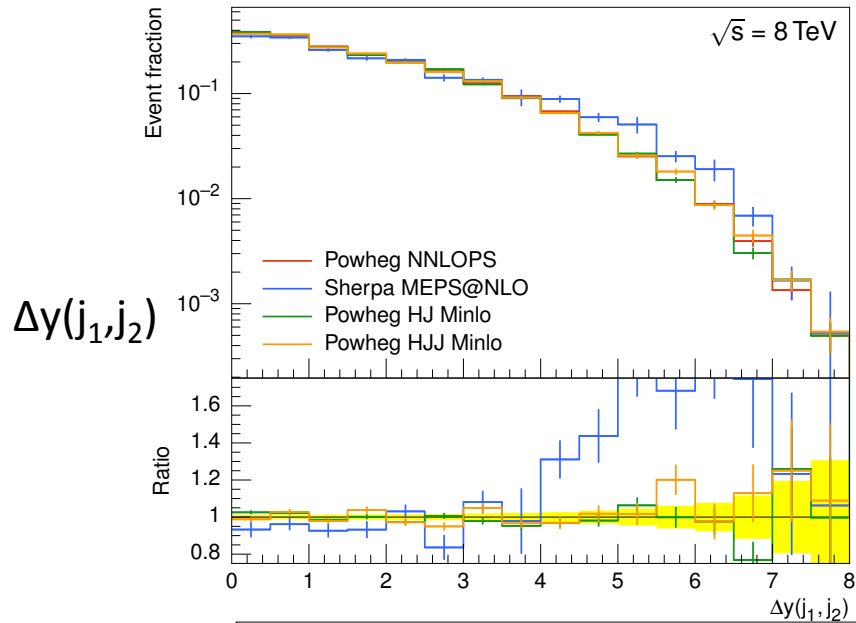 √s = 8 TeV
Event fraction
10⁻¹
10⁻²
10⁻³
Powheg NNLOPS
Sherpa MEPS@NLO
Powheg HJ Minlo
Powheg HJJ Minlo
Δy(j₁,j₂)
Ratio
1.6
1.4
1.2
1
0.8
0 1 2 3 4 5 6 7 8
Δy(j₁, j₂)